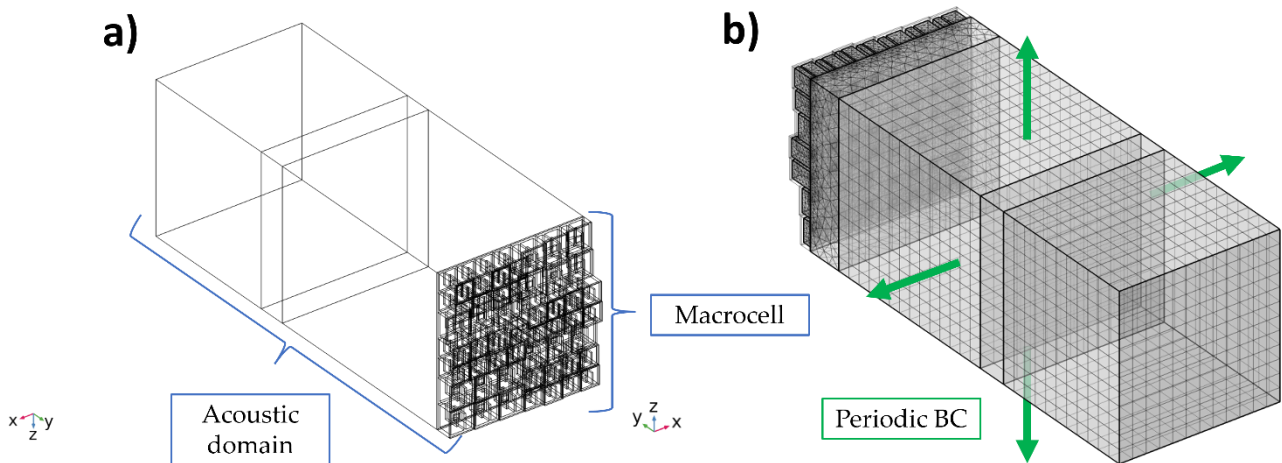 a)
b)
Macrocell
Acoustic
domain
Periodic BC
x y
z
z
y x